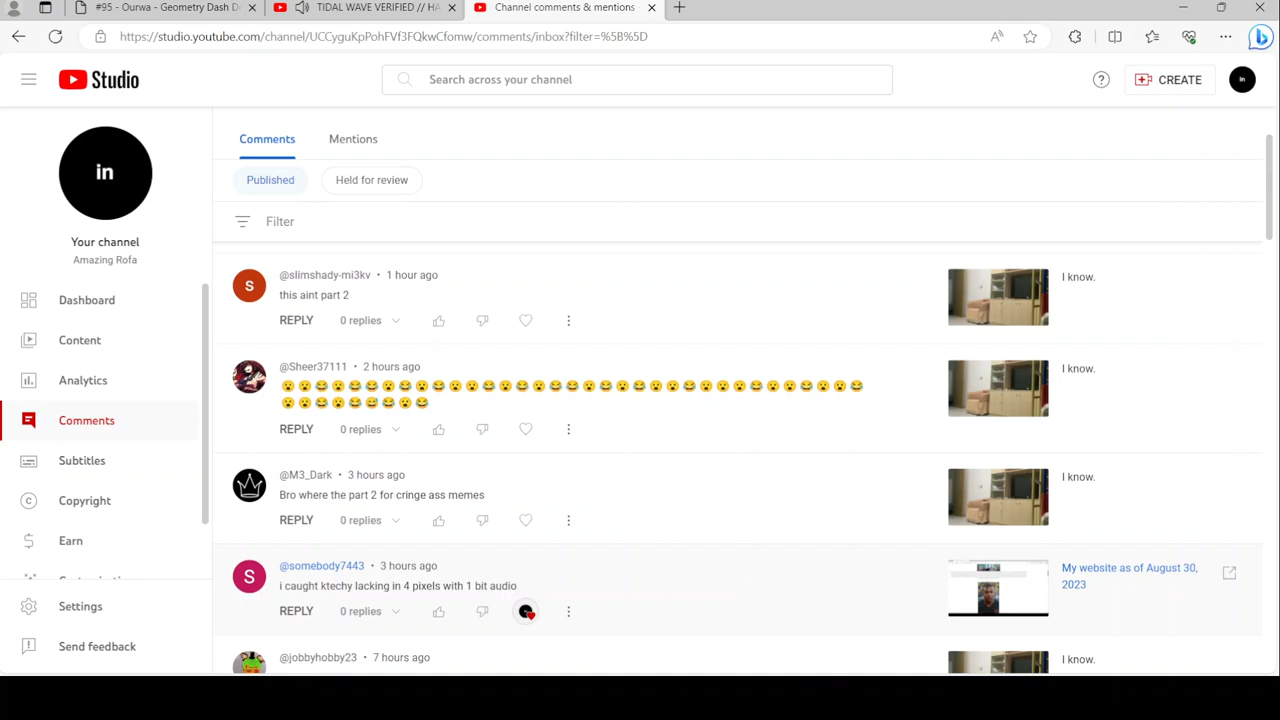 #95 - Ourwa - Geometry Dash D
TIDAL WAVE VERIFIED // HA
Channel comments & mentions
https://studio.youtube.com/channel/UCCyguKpPohFVf3FQkwCfomw/comments/inbox?filter=%5B%5D
Studio
Search across your channel
CREATE
in
in
Your channel
Amazing Rofa
Dashboard
Content
Analytics
Comments
Subtitles
Copyright
Earn
Settings
Send feedback
Comments
Mentions
Published
Held for review
Filter
S
@slimshady-mi3kv • 1 hour ago
this aint part 2
REPLY
0 replies
I know.
@Sheer37111 • 2 hours ago
😮😮😂😮😂😂😮😂😮😂😮😮😂😮😂😮😂😂😮😂😮😂😮😮😂😮😮😮😂😮😮😂😮😮😂
😮😮😂😮😂😅😂😮😂
REPLY
0 replies
I know.
@M3_Dark • 3 hours ago
Bro where the part 2 for cringe ass memes
REPLY
0 replies
I know.
S
@somebody7443 • 3 hours ago
i caught ktechy lacking in 4 pixels with 1 bit audio
REPLY
0 replies
My website as of August 30,
2023
@jobbyhobby23 • 7 hours ago
I know.